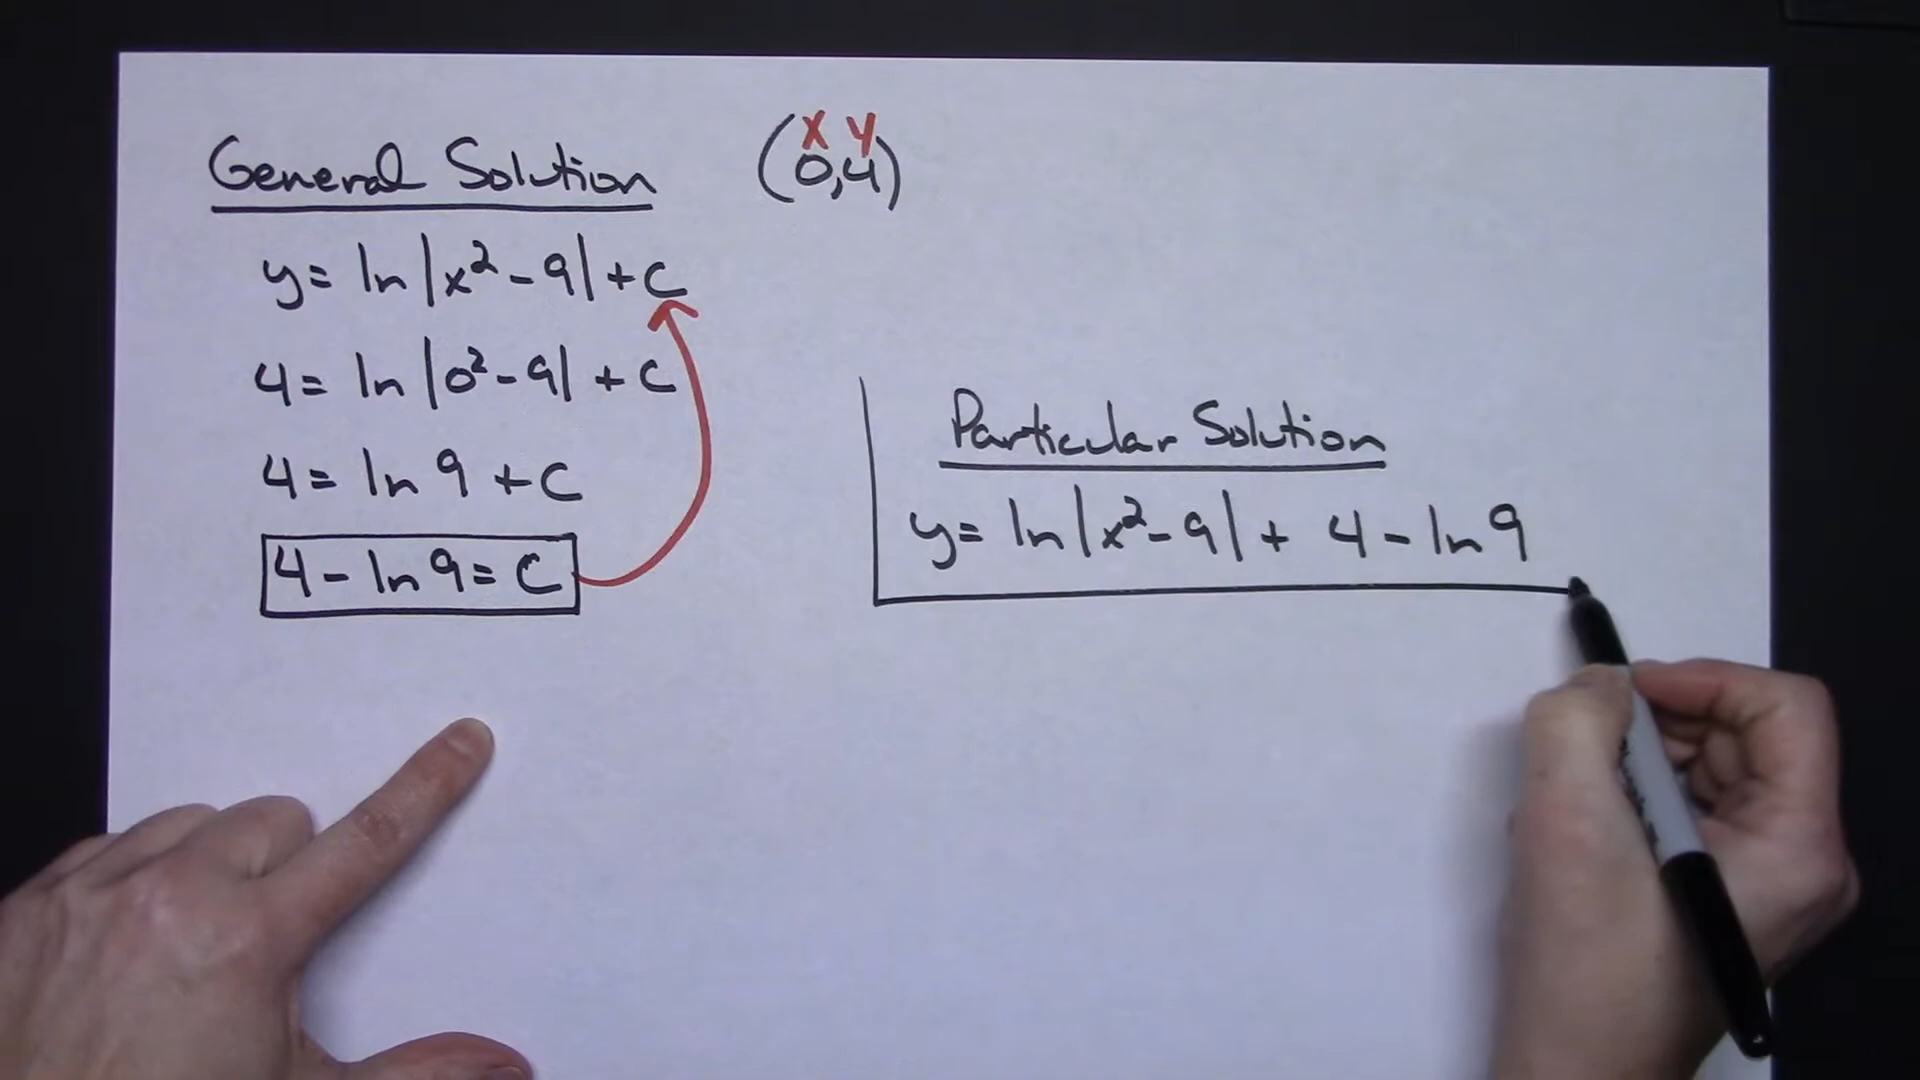 General Solution
x y
(0,4)
y = ln |x² - 9| + C
4 = ln |0² - 9| + C
4 = ln 9 + C
4 - ln 9 = C
Particular Solution
y = ln |x² - 9| + 4 - ln 9